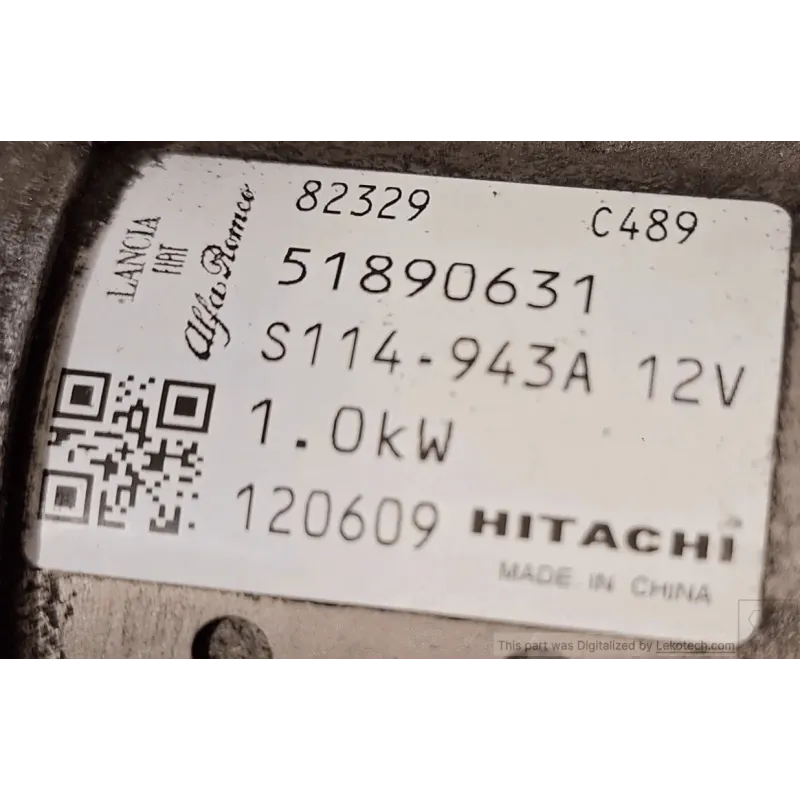 LANCIA
FIAT
Alfa Romeo
82329 C489
51890631
S114-943A 12V
1.0kW
120609 HITACHI
MADE IN CHINA
This part was Digitalized by Lekotech.com